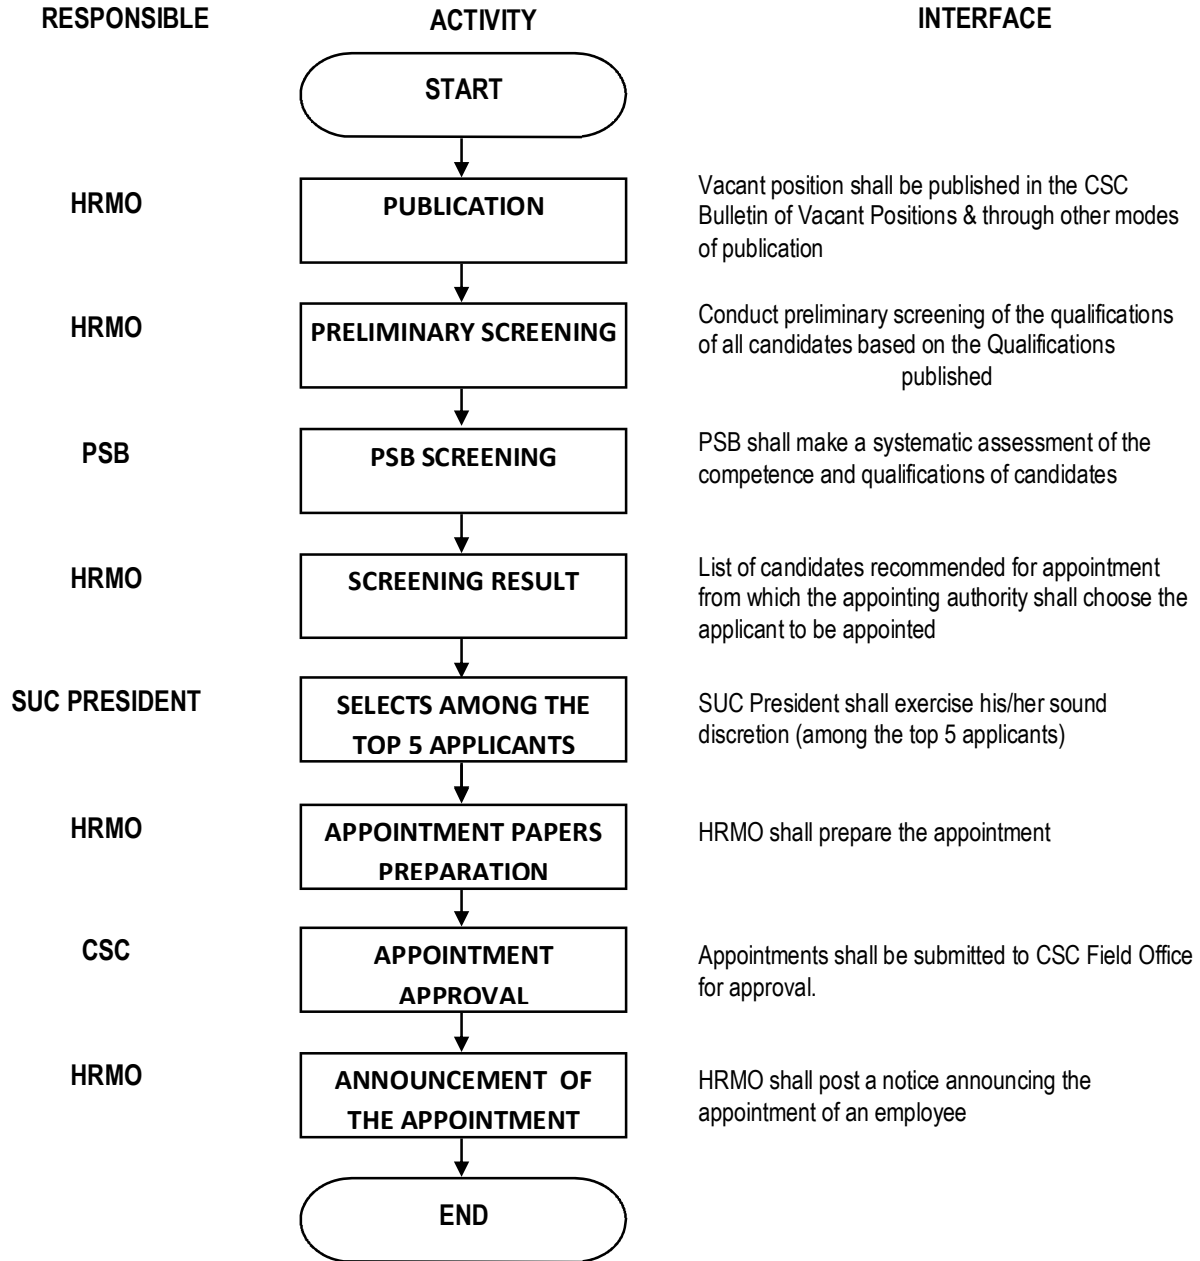 RESPONSIBLE ACTIVITY INTERFACE
START
HRMO
PUBLICATION
Vacant position shall be published in the CSC
Bulletin of Vacant Positions & through other modes
of publication
HRMO
PRELIMINARY SCREENING
Conduct preliminary screening of the qualifications
of all candidates based on the Qualifications
published
PSB
PSB SCREENING
PSB shall make a systematic assessment of the
competence and qualifications of candidates
HRMO
SCREENING RESULT
List of candidates recommended for appointment
from which the appointing authority shall choose the
applicant to be appointed
SUC PRESIDENT
SELECTS AMONG THE
TOP 5 APPLICANTS
SUC President shall exercise his/her sound
discretion (among the top 5 applicants)
HRMO
APPOINTMENT PAPERS
PREPARATION
HRMO shall prepare the appointment
CSC
APPOINTMENT
APPROVAL
Appointments shall be submitted to CSC Field Office
for approval.
HRMO
ANNOUNCEMENT OF
THE APPOINTMENT
HRMO shall post a notice announcing the
appointment of an employee
END